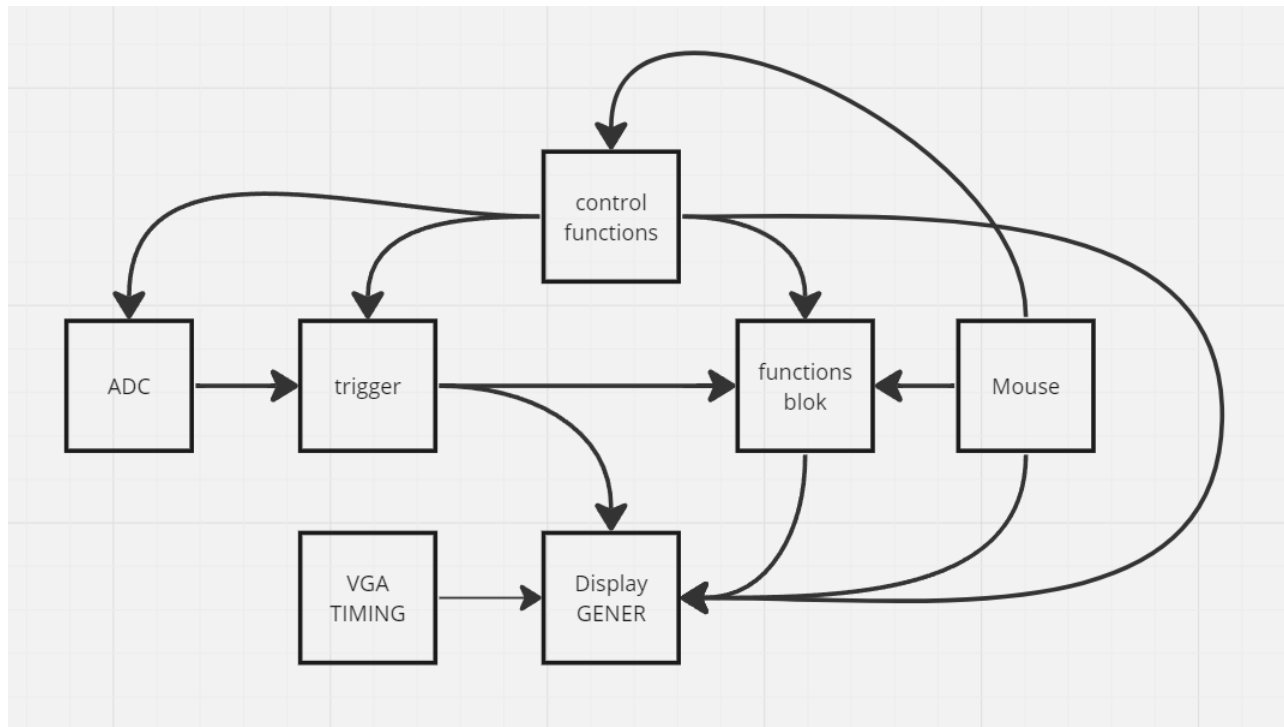 control
functions
ADC
trigger
functions
blok
Mouse
VGA
TIMING
Display
GENER